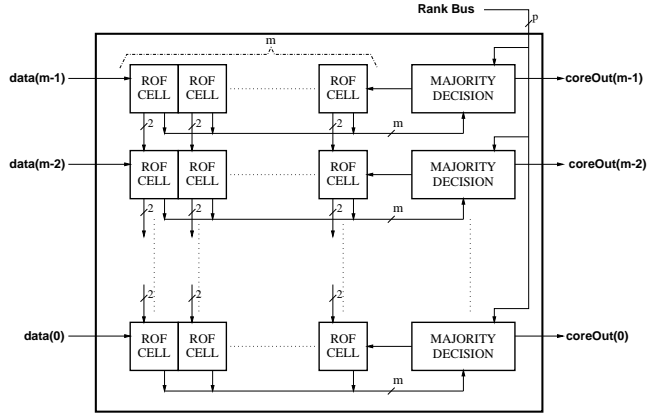 Rank Bus
p
m
data(m-1)
ROF CELL
ROF CELL
ROF CELL
MAJORITY DECISION
coreOut(m-1)
2
2
2
m
data(m-2)
ROF CELL
ROF CELL
ROF CELL
MAJORITY DECISION
coreOut(m-2)
2
2
2
m
2
2
2
data(0)
ROF CELL
ROF CELL
ROF CELL
MAJORITY DECISION
coreOut(0)
m